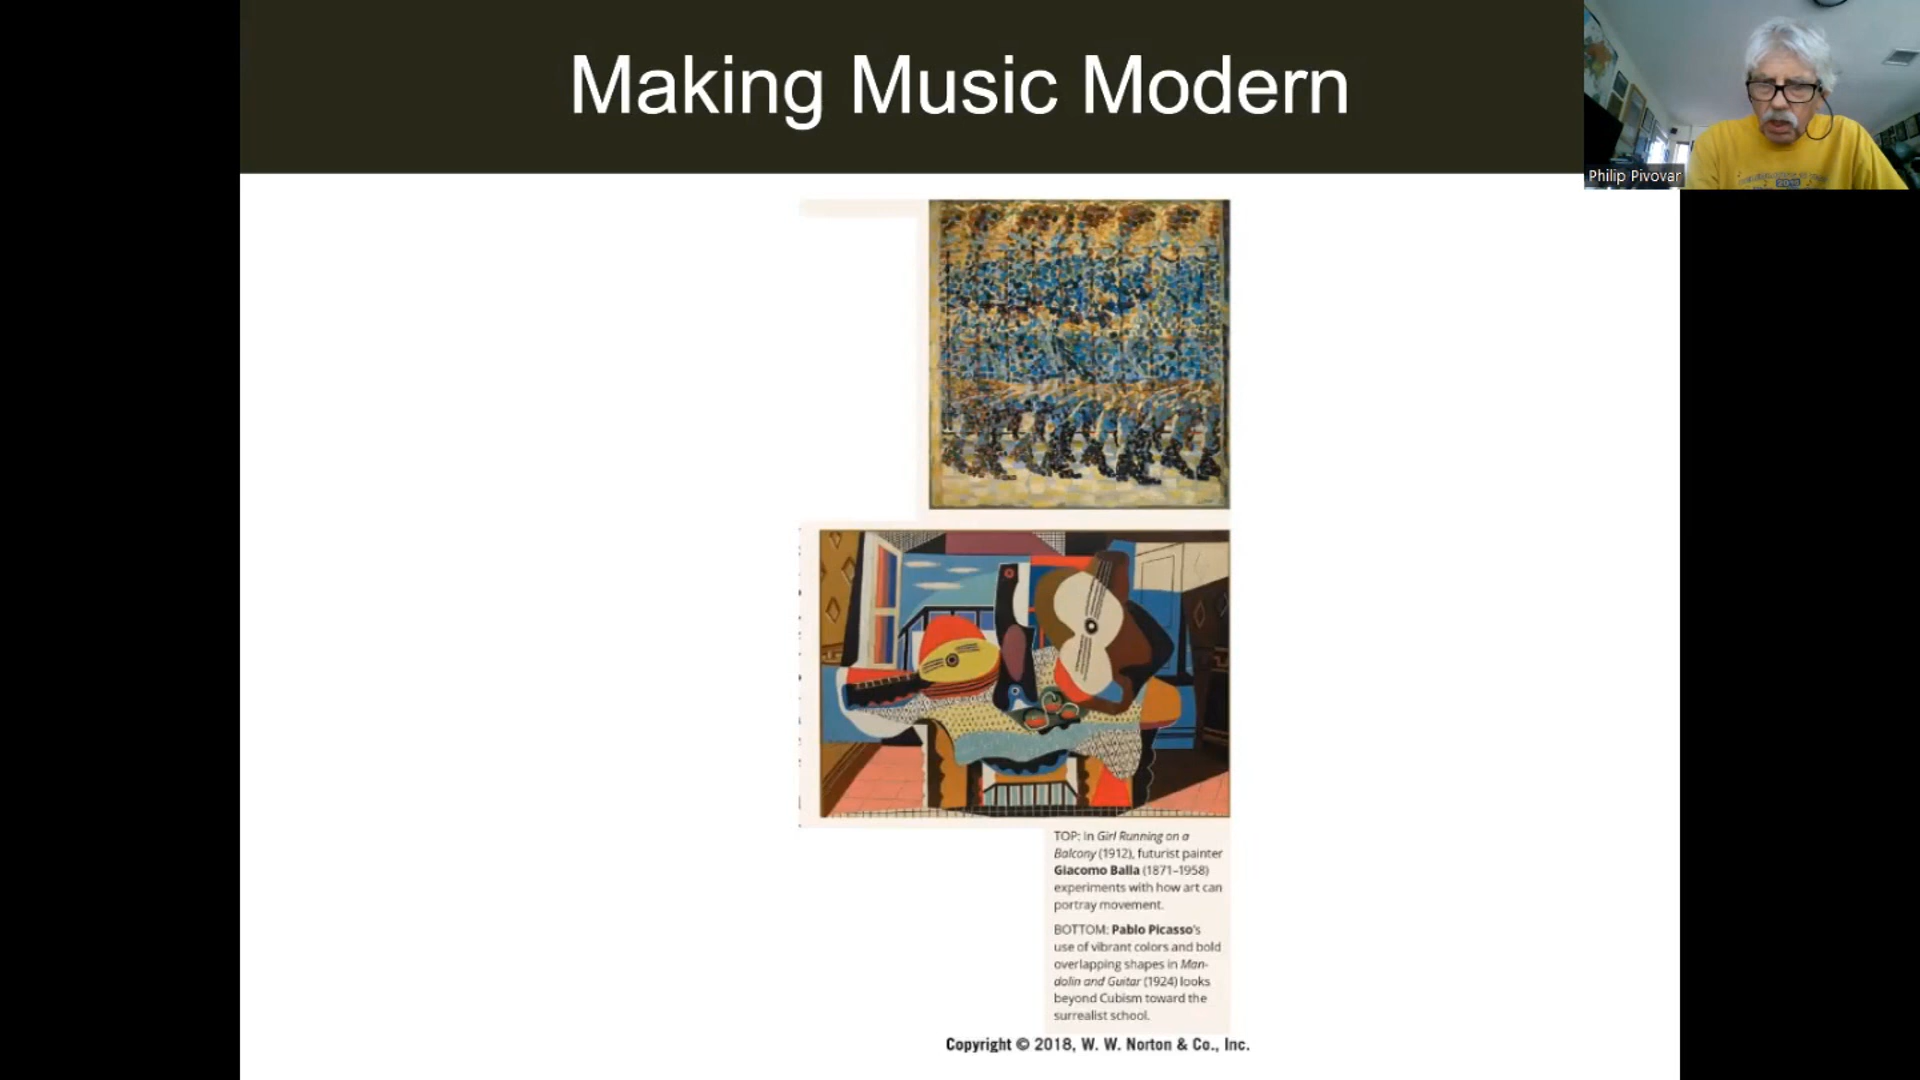 Making Music Modern
Philip Pivovar
TOP: In Girl Running on a
Balcony (1912), futurist painter
Giacomo Balla (1871–1958)
experiments with how art can
portray movement.
BOTTOM: Pablo Picasso's
use of vibrant colors and bold
overlapping shapes in Man-
dolin and Guitar (1924) looks
beyond Cubism toward the
surrealist school.
Copyright © 2018, W. W. Norton & Co., Inc.